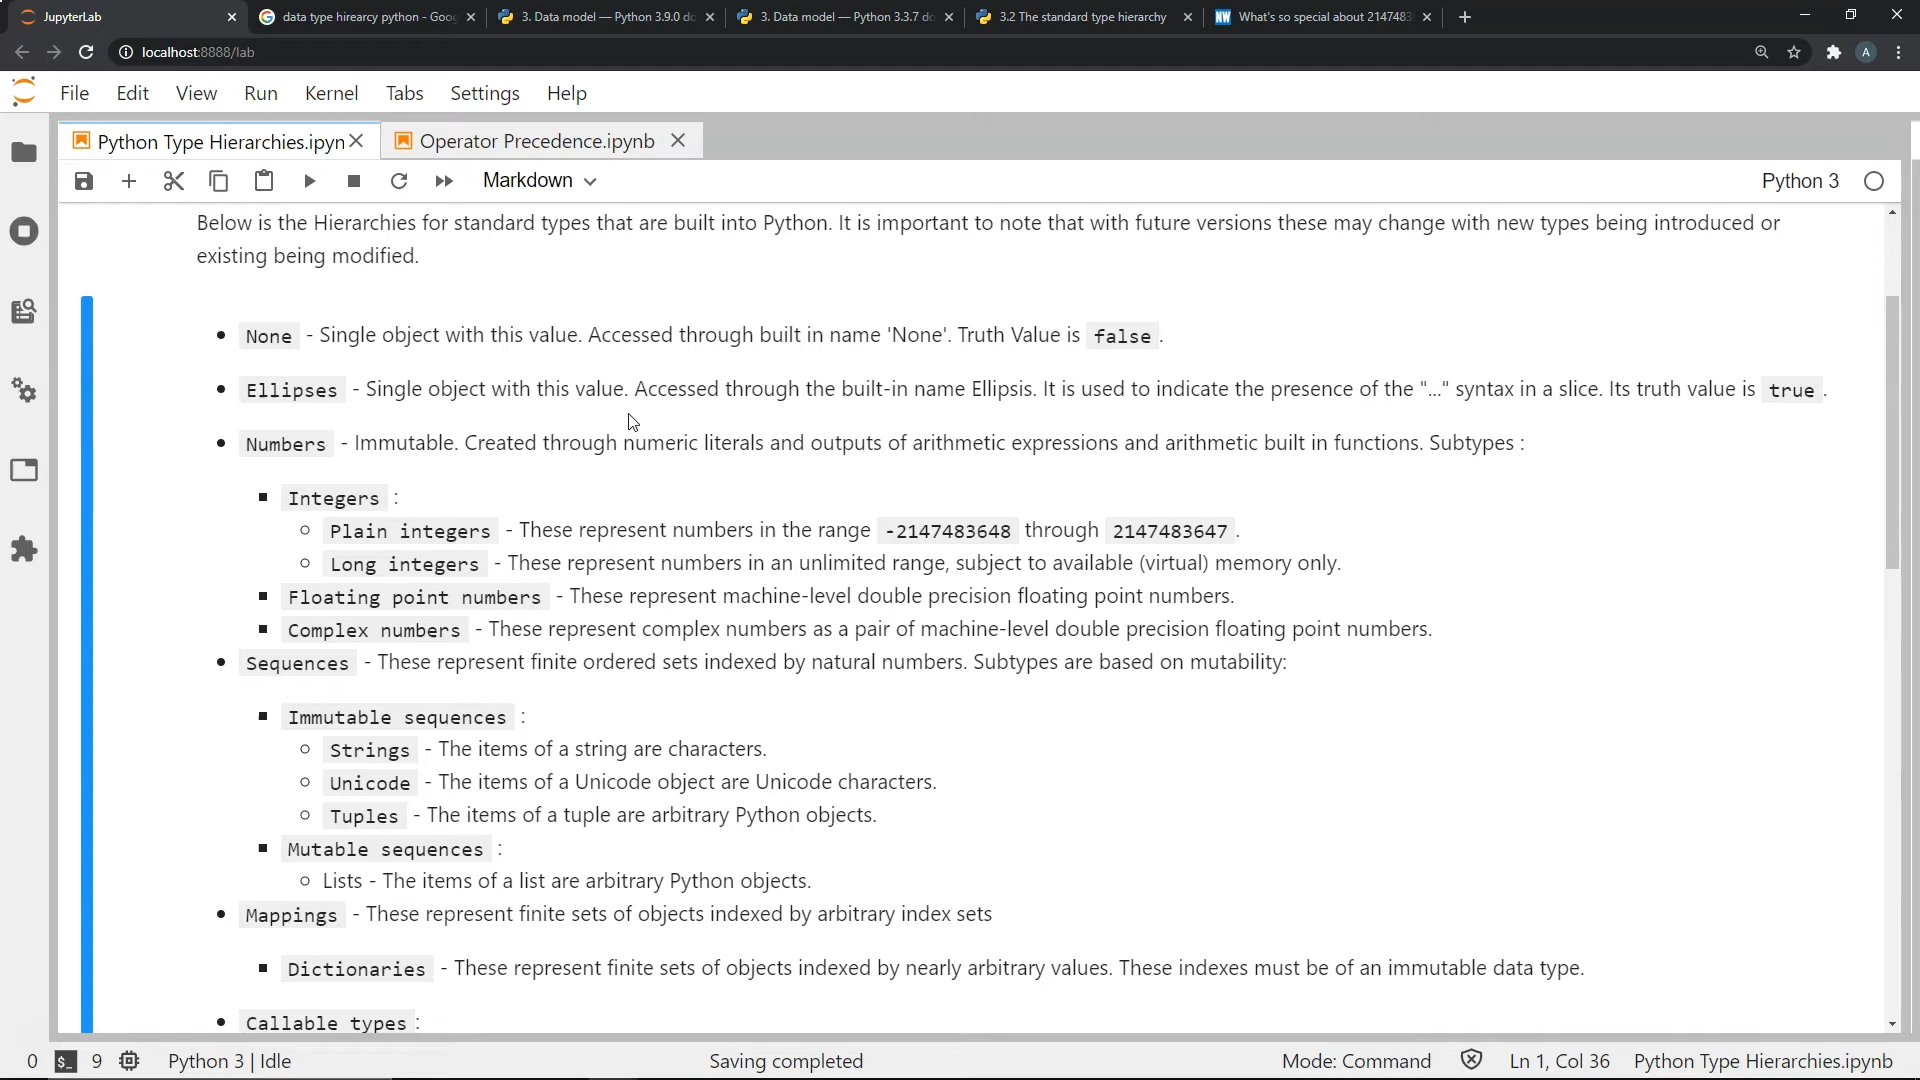 JupyterLab
data type hirearcy python - Goog
3. Data model — Python 3.9.0 do
3. Data model — Python 3.3.7 do
3.2 The standard type hierarchy
NW What's so special about 2147483
localhost:8888/lab
A
File Edit View Run Kernel Tabs Settings Help
Python Type Hierarchies.ipyn
Operator Precedence.ipynb
Markdown
Python 3
Below is the Hierarchies for standard types that are built into Python. It is important to note that with future versions these may change with new types being introduced or
existing being modified.
None - Single object with this value. Accessed through built in name 'None'. Truth Value is false .
Ellipses - Single object with this value. Accessed through the built-in name Ellipsis. It is used to indicate the presence of the "..." syntax in a slice. Its truth value is true .
Numbers - Immutable. Created through numeric literals and outputs of arithmetic expressions and arithmetic built in functions. Subtypes :
Integers :
Plain integers - These represent numbers in the range -2147483648 through 2147483647 .
Long integers - These represent numbers in an unlimited range, subject to available (virtual) memory only.
Floating point numbers - These represent machine-level double precision floating point numbers.
Complex numbers - These represent complex numbers as a pair of machine-level double precision floating point numbers.
Sequences - These represent finite ordered sets indexed by natural numbers. Subtypes are based on mutability:
Immutable sequences :
Strings - The items of a string are characters.
Unicode - The items of a Unicode object are Unicode characters.
Tuples - The items of a tuple are arbitrary Python objects.
Mutable sequences :
Lists - The items of a list are arbitrary Python objects.
Mappings - These represent finite sets of objects indexed by arbitrary index sets
Dictionaries - These represent finite sets of objects indexed by nearly arbitrary values. These indexes must be of an immutable data type.
Callable types :
0 $_ 9 Python 3 | Idle Saving completed Mode: Command Ln 1, Col 36 Python Type Hierarchies.ipynb